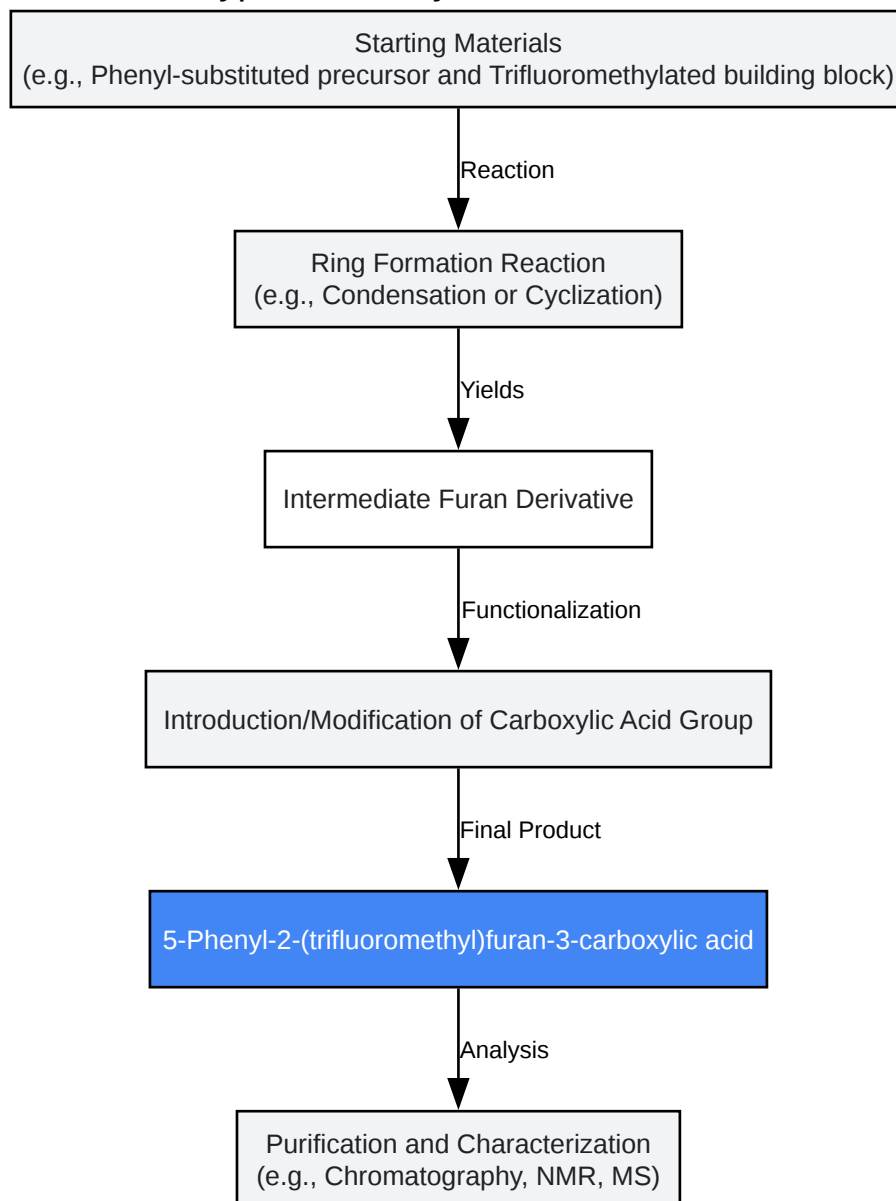 Starting Materials
(e.g., Phenyl-substituted precursor and Trifluoromethylated building block)
Reaction
Ring Formation Reaction
(e.g., Condensation or Cyclization)
Yields
Intermediate Furan Derivative
Functionalization
Introduction/Modification of Carboxylic Acid Group
Final Product
5-Phenyl-2-(trifluoromethyl)furan-3-carboxylic acid
Analysis
Purification and Characterization
(e.g., Chromatography, NMR, MS)